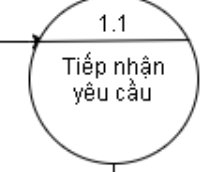 1.1
Tiếp nhận
yêu cầu